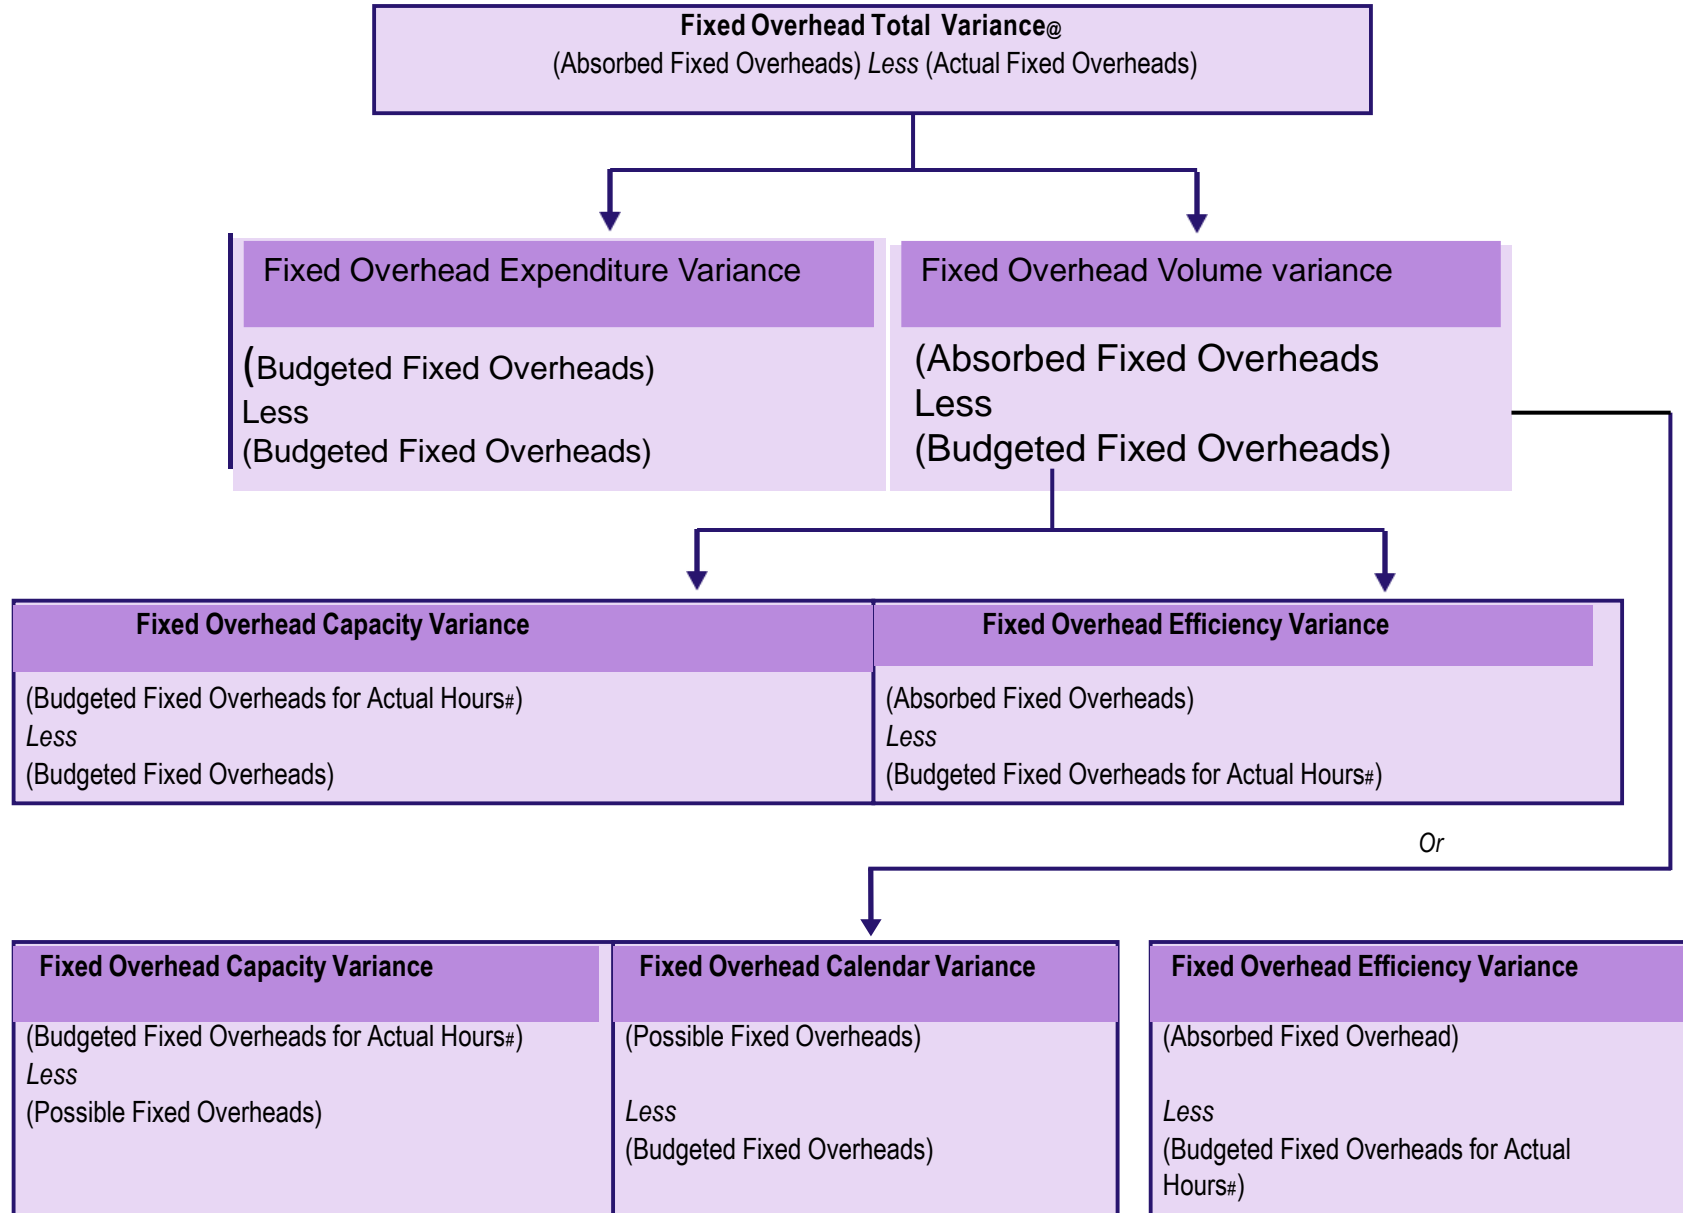 Fixed Overhead Total Variance@
(Absorbed Fixed Overheads) Less (Actual Fixed Overheads)
Fixed Overhead Expenditure Variance
(Budgeted Fixed Overheads)
Less
(Budgeted Fixed Overheads)
Fixed Overhead Volume variance
(Absorbed Fixed Overheads
Less
(Budgeted Fixed Overheads)
Fixed Overhead Capacity Variance
(Budgeted Fixed Overheads for Actual Hours#)
Less
(Budgeted Fixed Overheads)
Fixed Overhead Efficiency Variance
(Absorbed Fixed Overheads)
Less
(Budgeted Fixed Overheads for Actual Hours#)
Or
Fixed Overhead Capacity Variance
(Budgeted Fixed Overheads for Actual Hours#)
Less
(Possible Fixed Overheads)
Fixed Overhead Calendar Variance
(Possible Fixed Overheads)
Less
(Budgeted Fixed Overheads)
Fixed Overhead Efficiency Variance
(Absorbed Fixed Overhead)
Less
(Budgeted Fixed Overheads for Actual
Hours#)